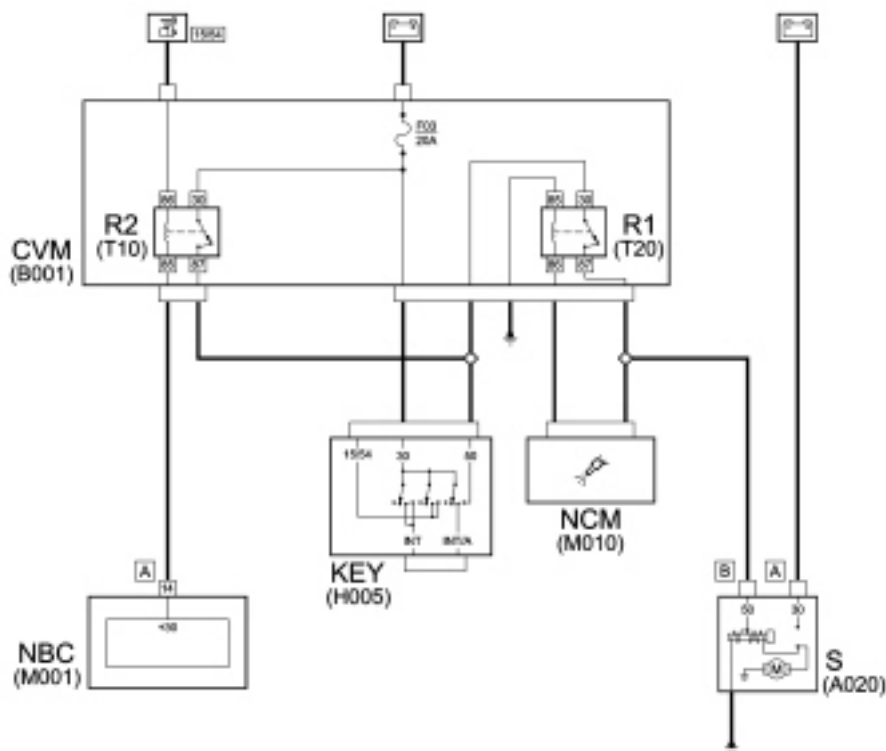 15/54
F03
20A
86 30
85 30
R2
(T10)
R1
(T20)
CVM
(B001)
85 87
86 87
15/54 30 50
INT INT/A
KEY
(H005)
NCM
(M010)
A
14
+30
NBC
(M001)
B A
50 30
M
S
(A020)